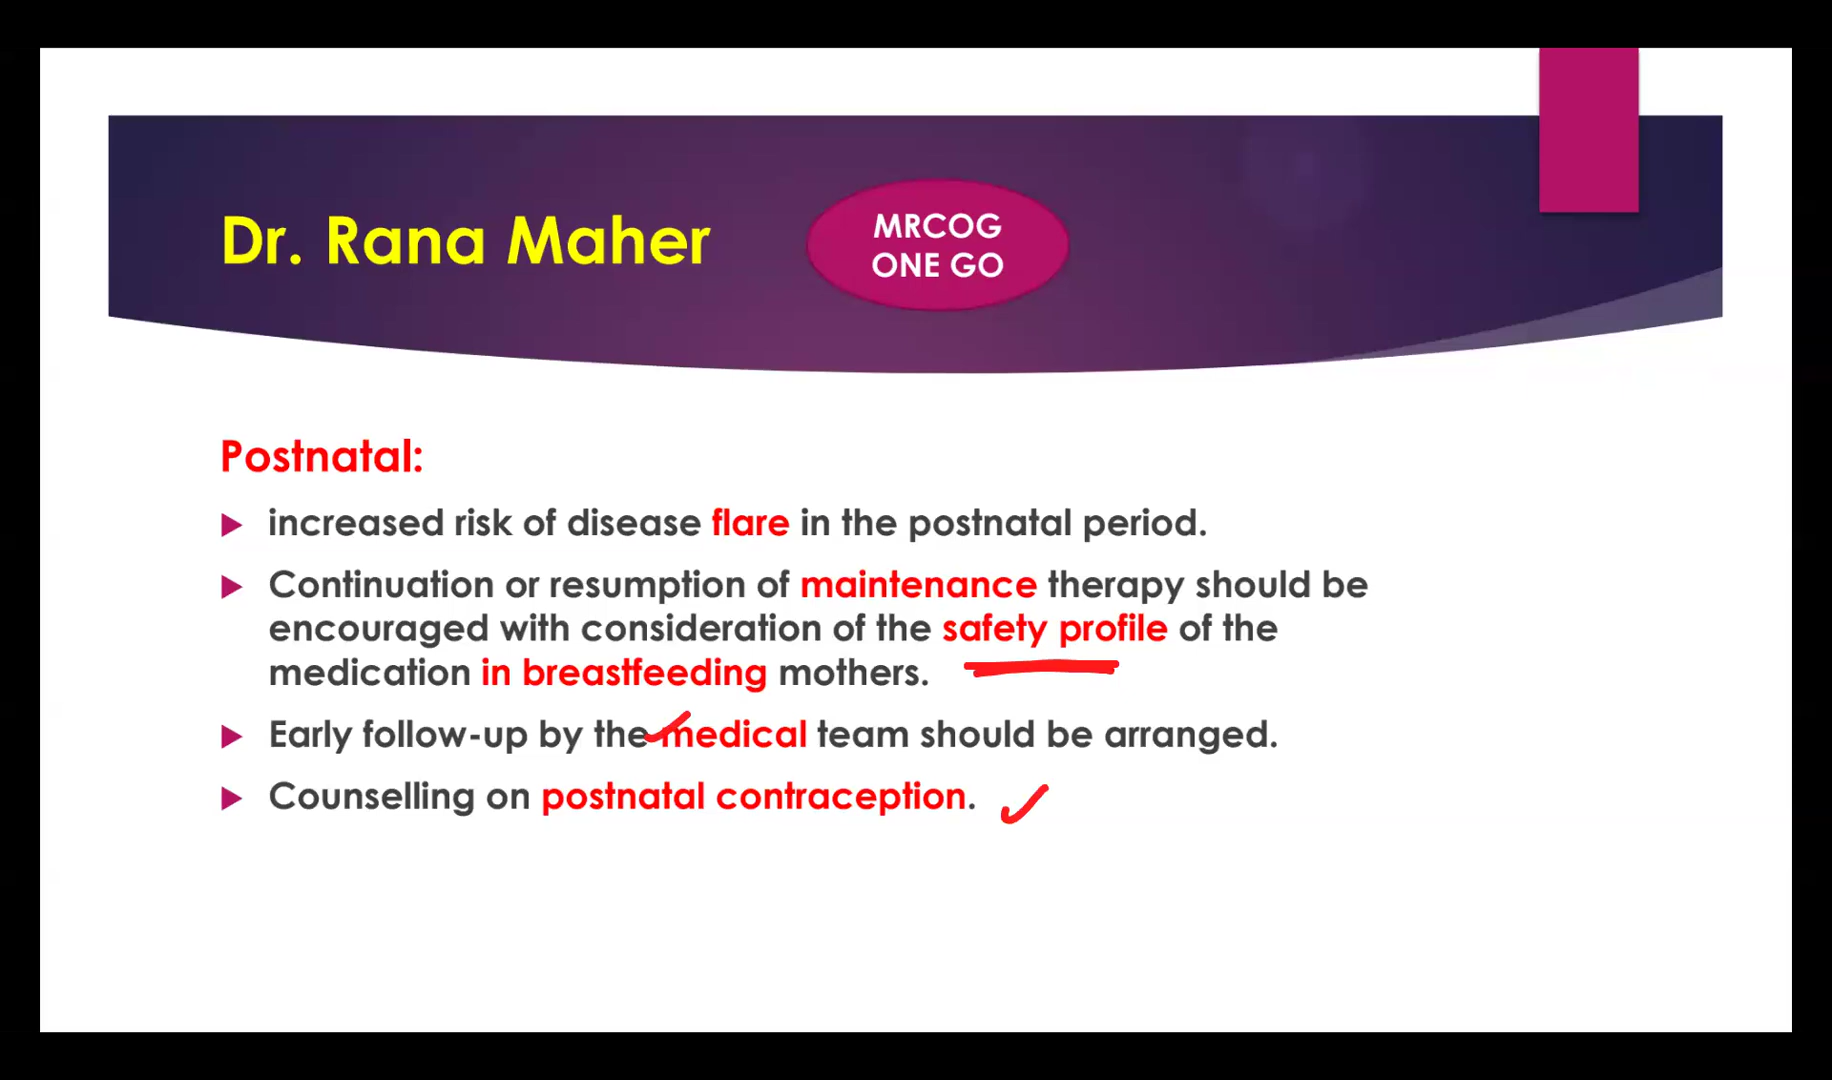 Dr. Rana Maher
MRCOG
ONE GO
Postnatal:
increased risk of disease flare in the postnatal period.
Continuation or resumption of maintenance therapy should be
encouraged with consideration of the safety profile of the
medication in breastfeeding mothers.
Early follow-up by the medical team should be arranged.
Counselling on postnatal contraception.